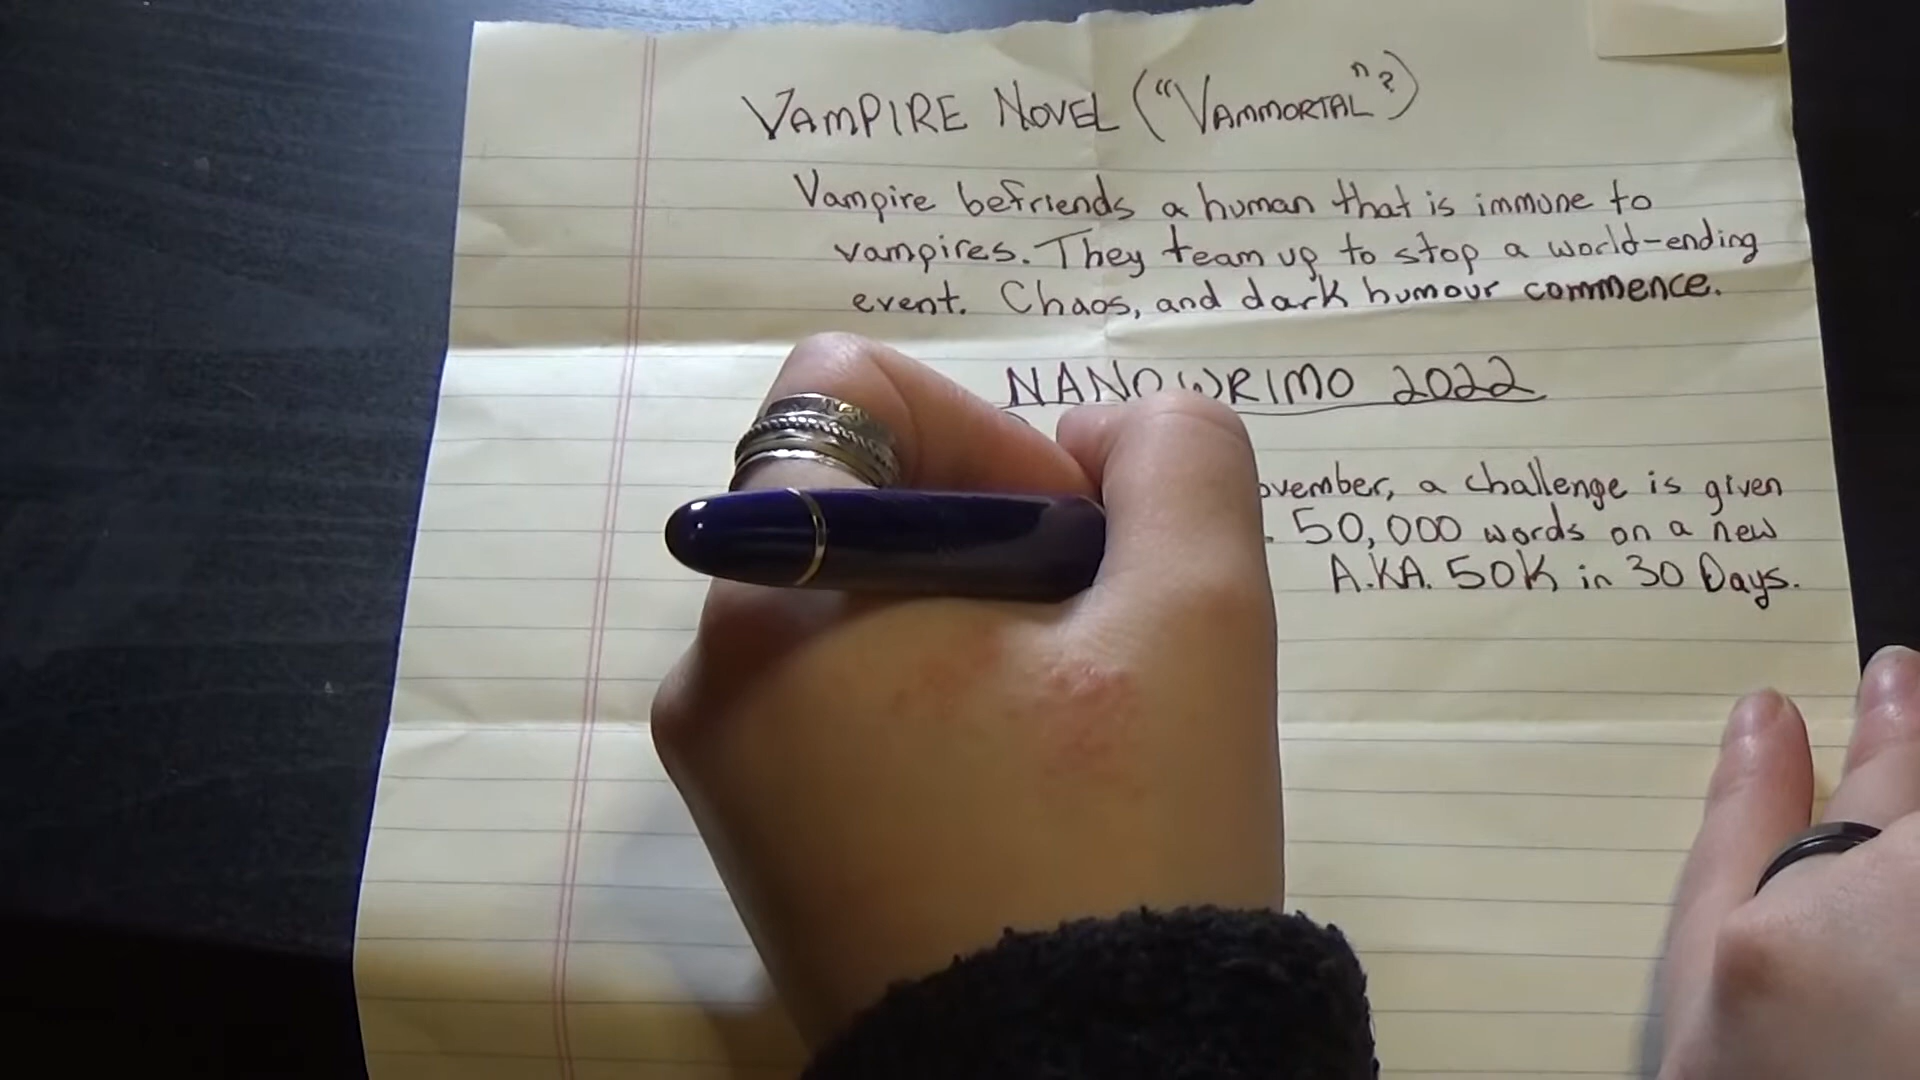 VAMPIRE NOVEL ("VAMMORTAL"?)
Vampire befriends a human that is immune to
vampires. They team up to stop a world-ending
event. Chaos, and dark humour commence.
NANOWRIMO 2022
ovember, a challenge is given
50,000 words on a new
A.KA. 50K in 30 Days.